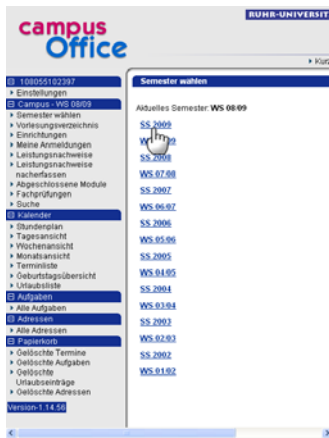 campus
Office
RUHR-UNIVERSIT
Kur
108055102397
Einstellungen
Campus - WS 08/09
Semester wählen
Vorlesungsverzeichnis
Einrichtungen
Meine Anmeldungen
Leistungsnachweise
Leistungsnachweise
nacherfassen
Abgeschlossene Module
Fachprüfungen
Suche
Kalender
Stundenplan
Tagesansicht
Wochenansicht
Monatsansicht
Terminliste
Geburtstagsübersicht
Urlaubsliste
Aufgaben
Alle Aufgaben
Adressen
Alle Adressen
Papierkorb
Gelöschte Termine
Gelöschte Aufgaben
Gelöschte
Urlaubseinträge
Gelöschte Adressen
Version-1.14.56
Semester wählen
Aktuelles Semester: WS 08/09
SS 2009
SS 2008
WS 07/08
SS 2007
WS 06/07
SS 2006
WS 05/06
SS 2005
WS 04/05
SS 2004
WS 03/04
SS 2003
WS 02/03
SS 2002
WS 01/02